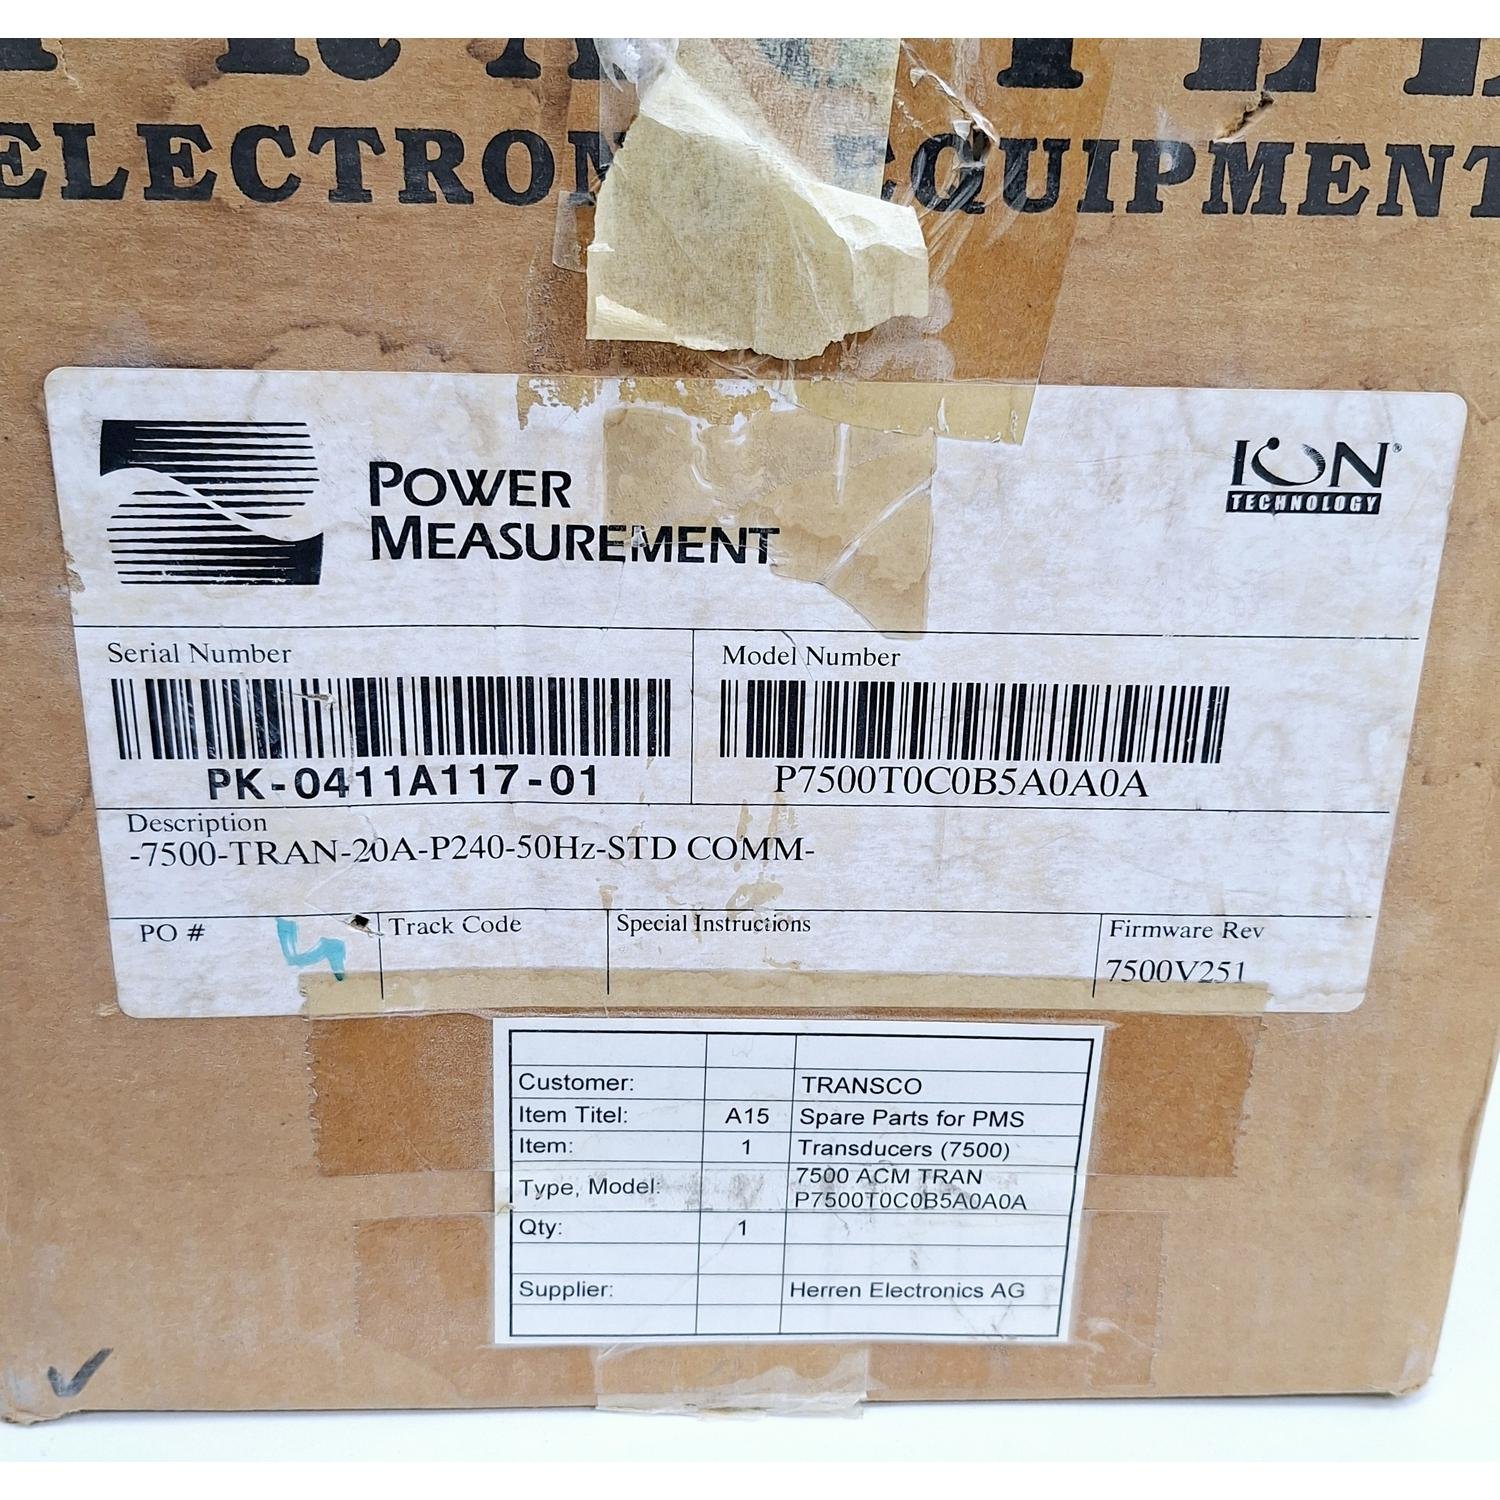 ELECTRON EQUIPMENT
POWER
MEASUREMENT
ION®
TECHNOLOGY
Serial Number
PK-0411A117-01
Model Number
P7500T0C0B5A0A0A
Description
-7500-TRAN-20A-P240-50Hz-STD COMM-
PO #
Track Code
Special Instructions
Firmware Rev
7500V251
Customer: TRANSCO
Item Titel: A15 Spare Parts for PMS
Item: 1 Transducers (7500)
Type, Model: 7500 ACM TRAN
P7500T0C0B5A0A0A
Qty: 1
Supplier: Herren Electronics AG